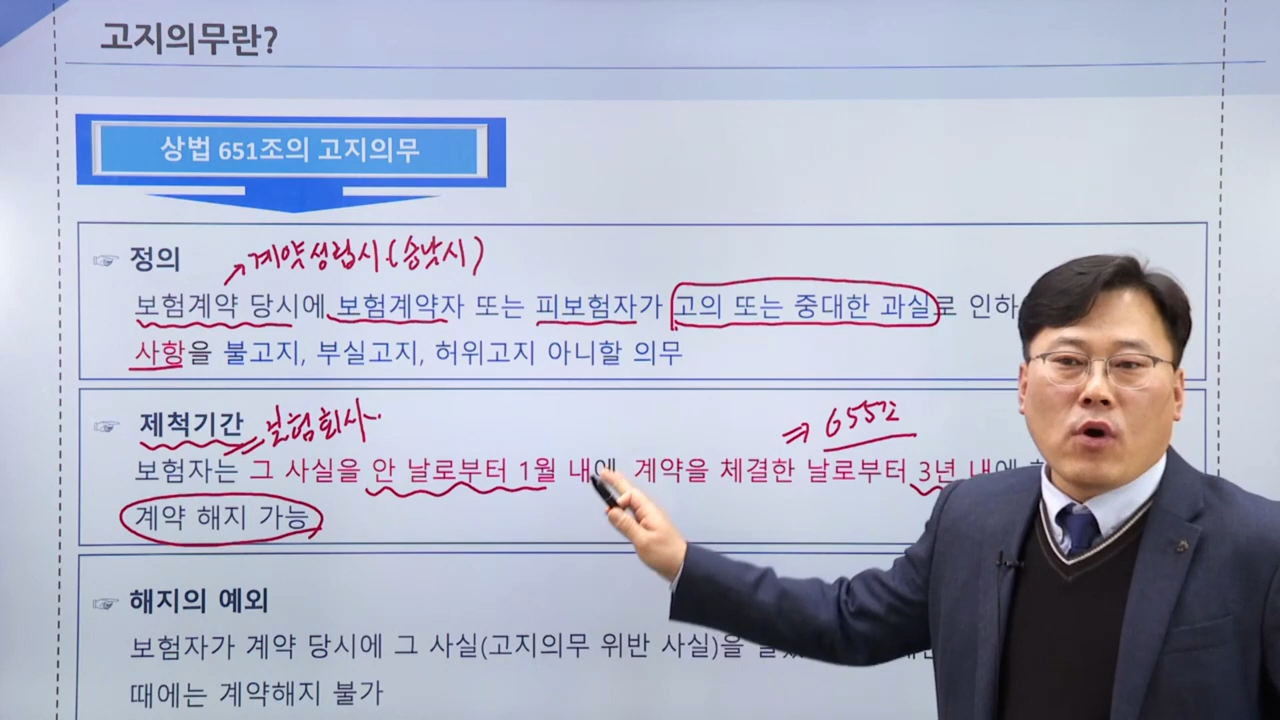 고지의무란?
상법 651조의 고지의무
☞ 정의
계약성립시(승낙시)
보험계약 당시에 보험계약자 또는 피보험자가 고의 또는 중대한 과실로 인하
사항을 불고지, 부실고지, 허위고지 아니할 의무
☞ 제척기간
보험회사
655조
보험자는 그 사실을 안 날로부터 1월 내에 계약을 체결한 날로부터 3년 내에
계약 해지 가능
☞ 해지의 예외
보험자가 계약 당시에 그 사실(고지의무 위반 사실)을
때에는 계약해지 불가